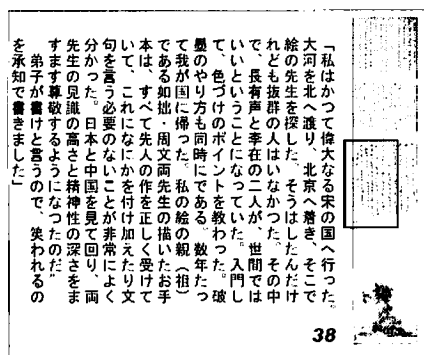 「私はかつて偉大なる宋の国へ行った。
大河を北へ渡り、北京へ着き、そこで
絵の先生を探した。そうはしたんだけ
れども抜群の人はいなかった。その中
で、長有声と李在の二人が、世間では
いいということになっていた。入門し
て、色づけのポイントを教わった。破
墨のやり方も同時にである。数年たっ
て我が国に帰った。私の絵の親（祖）
である如拙・周文両先生の描いたお手
本は、すべて先人の作を正しく受けて
いて、これになにかを付け加えたり文
句を言う必要のないことが非常によく
分かった。日本と中国を見て回り、両
先生の見識の高さと精神性の深さをま
すます尊敬するようになったのだ”
弟子が書けと言うので、笑われるの
を承知で書きました」
38